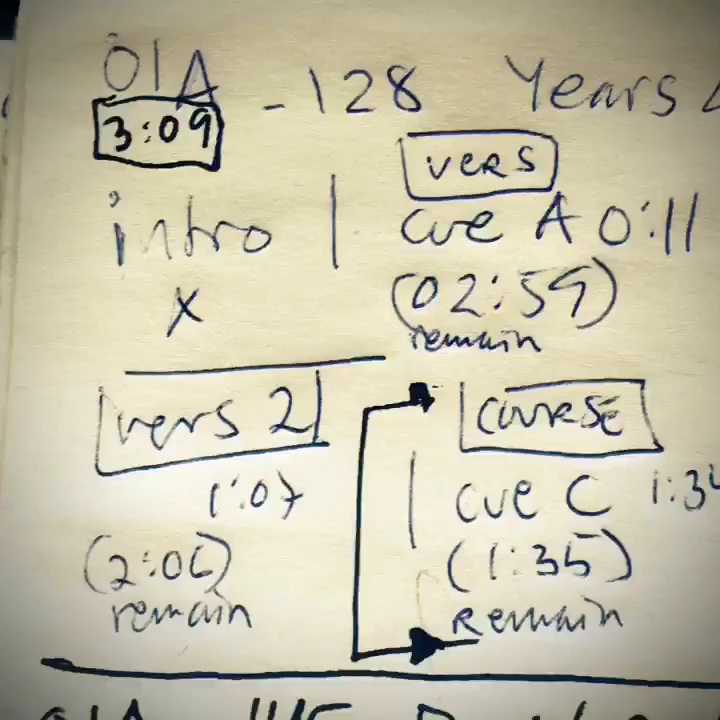 01A - 128 Years
3:09
vers
intro | cue A 0:11
x (02:59)
remain
vers 2 courSE
1:07 | cue C 1:34
(2:06) (1:35)
remain Remain
01A